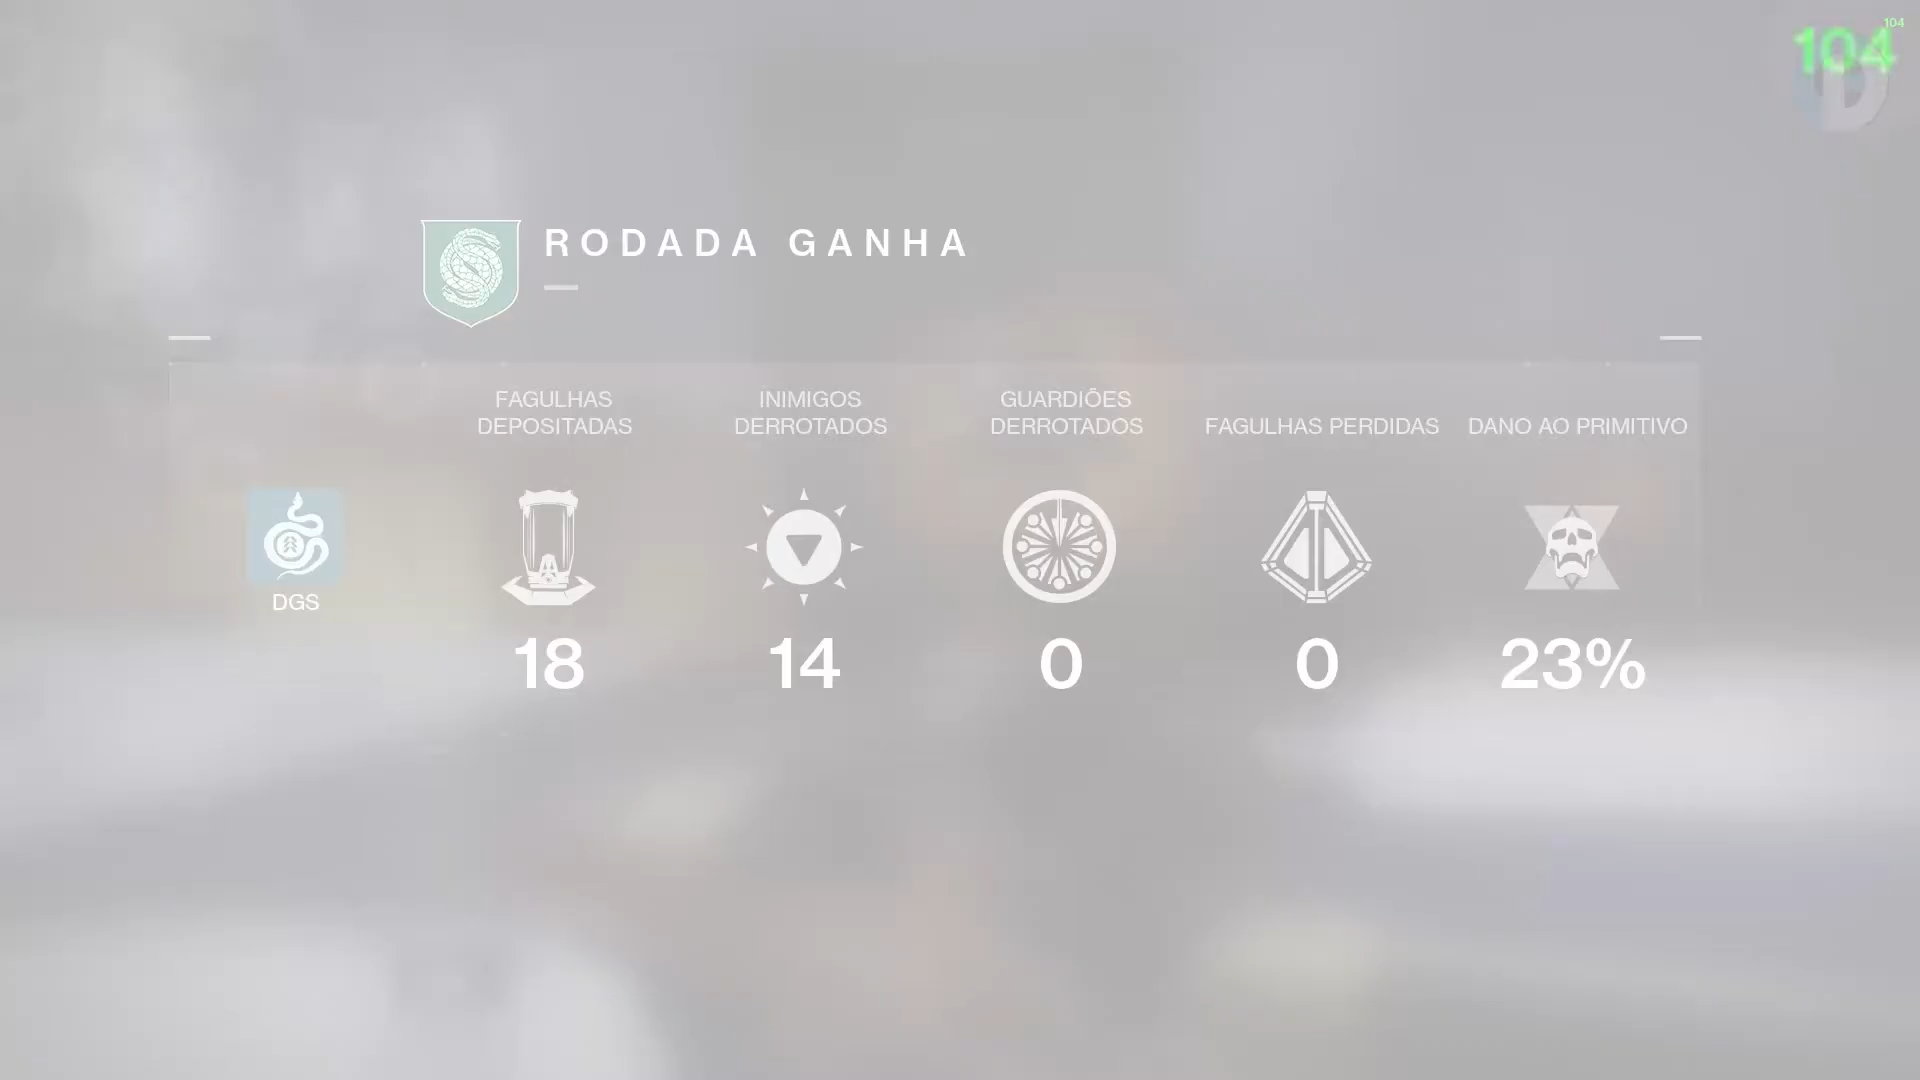 104
104
RODADA GANHA
FAGULHAS
DEPOSITADAS
INIMIGOS
DERROTADOS
GUARDIÕES
DERROTADOS
FAGULHAS PERDIDAS
DANO AO PRIMITIVO
DGS
18
14
0
0
23%